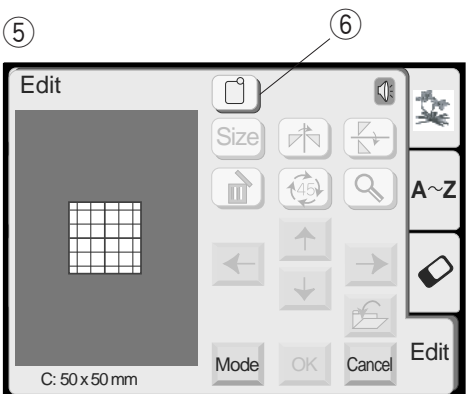 ⑤
⑥
Edit
Size
45
A~Z
Mode
OK
Cancel
Edit
C: 50 x 50 mm